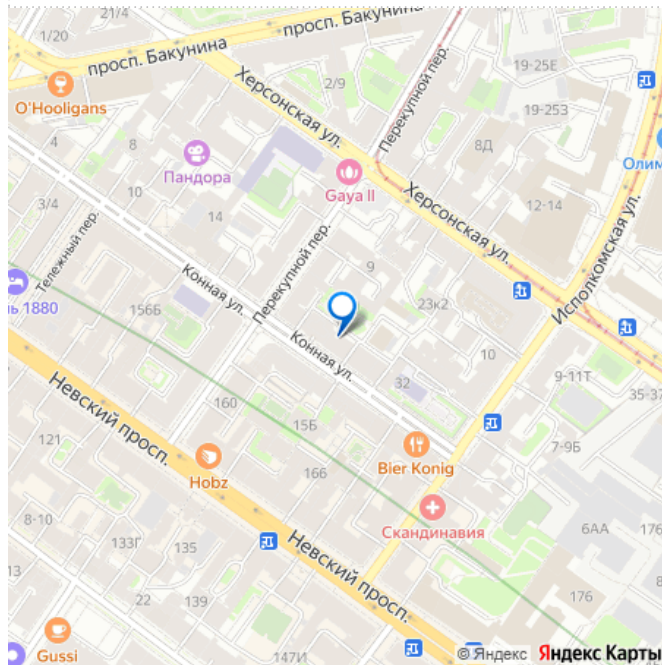 1/20
21/4
просп. Бакунина
просп. Бакунина
O'Hooligans
Херсонская ул.
2/9
Перекупной пер.
19-25Е
19-253
4
8
Пандора
8Д
Олим
Gaya II
10
3/4
14
Тележный пер.
Херсонская ул.
12-14
Исполкомская ул.
ль 1880
Конная ул.
Перекупной пер.
9
23к2
156Б
Конная ул.
10
Невский просп.
32
9-11Т
35-37
160
15Б
121
Hobz
166
Bier Konig
7-9Б
Скандинавия
8-10
133Г
135
Невский просп.
6АА
176
13
22
139
176
Gussi
147И
© Яндекс Яндекс Карты